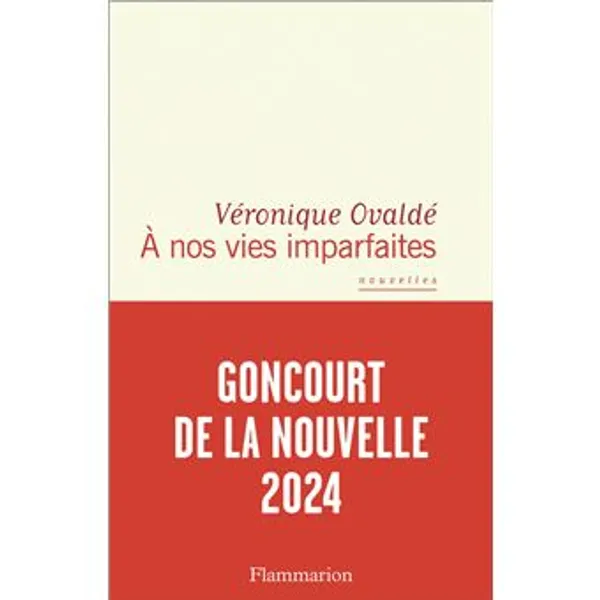 Véronique Ovaldé
À nos vies imparfaites
nouvelles
GONCOURT
DE LA NOUVELLE
2024
Flammarion